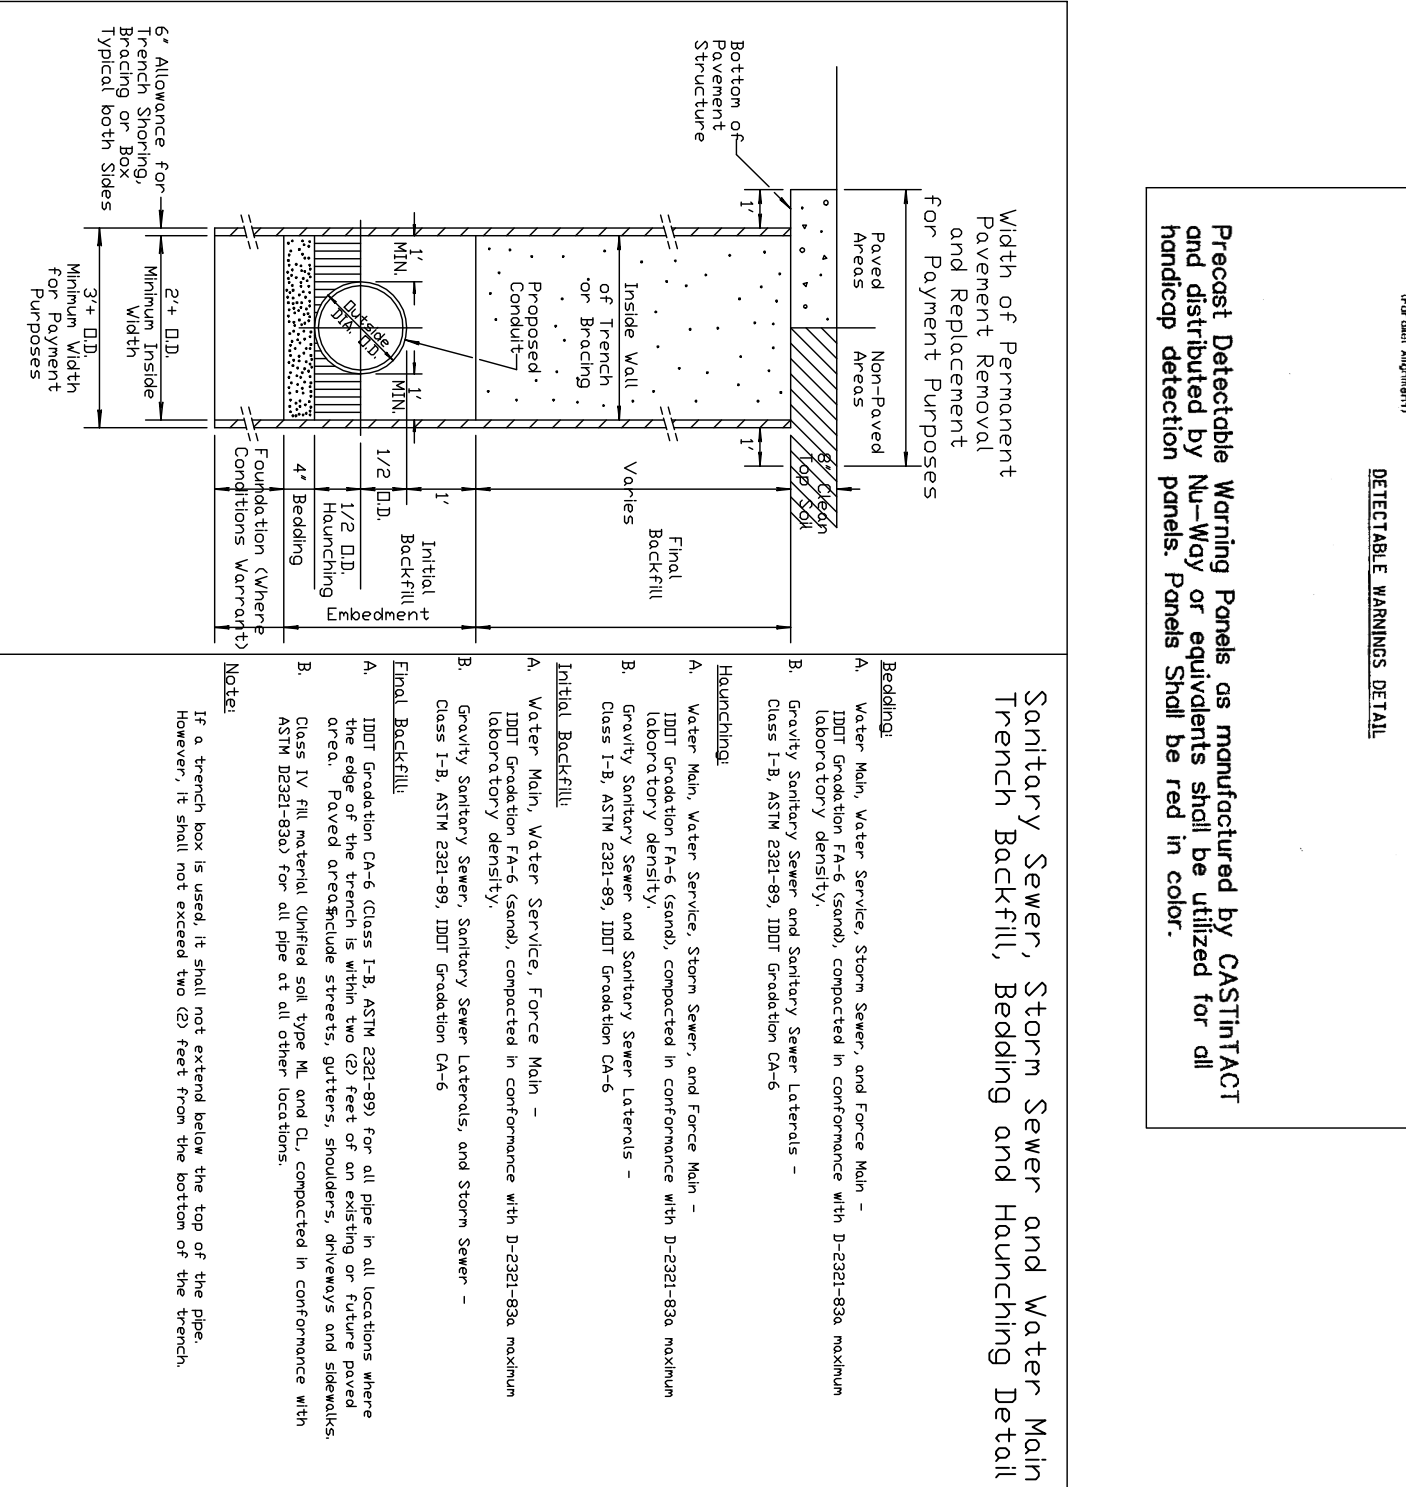 DETECTABLE WARNINGS DETAIL
Precast Detectable Warning Panels as manufactured by CASTinTACT
and distributed by Nu-Way or equivalents shall be utilized for all
handicap detection panels. Panels Shall be red in color.
Sanitary Sewer, Storm Sewer and Water Main
Trench Backfill, Bedding and Haunching Detail
Width of Permanent
Pavement Removal
and Replacement
for Payment Purposes
Paved
Areas
Non-Paved
Areas
8" Clean
Top Soil
Bottom of
Pavement
Structure
1'
1'
Inside Wall
of Trench
or Bracing
Varies
Final
Backfill
Proposed
Conduit
1'
MIN.
1'
MIN.
Outside
DIA. O.D.
1'
Initial
Backfill
1/2 O.D.
1/2 O.D.
Haunching
4" Bedding
Embedment
Foundation (Where
Conditions Warrant)
6" Allowance for
Trench Shoring,
Bracing or Box
Typical both Sides
2'+ O.D.
Minimum Inside
Width
3'+ O.D.
Minimum Width
for Payment
Purposes
Bedding:
A. Water Main, Water Service, Storm Sewer, and Force Main -
IDOT Gradation FA-6 (sand), compacted in conformance with D-2321-83a maximum
laboratory density.
B. Gravity Sanitary Sewer and Sanitary Sewer Laterals -
Class I-B, ASTM 2321-89, IDOT Gradation CA-6
Haunching:
A. Water Main, Water Service, Storm Sewer, and Force Main -
IDOT Gradation FA-6 (sand), compacted in conformance with D-2321-83a maximum
laboratory density.
B. Gravity Sanitary Sewer and Sanitary Sewer Laterals -
Class I-B, ASTM 2321-89, IDOT Gradation CA-6
Initial Backfill:
A. Water Main, Water Service, Force Main -
IDOT Gradation FA-6 (sand), compacted in conformance with D-2321-83a maximum
laboratory density.
B. Gravity Sanitary Sewer, Sanitary Sewer Laterals, and Storm Sewer -
Class I-B, ASTM 2321-89, IDOT Gradation CA-6
Final Backfill:
A. IDOT Gradation CA-6 (Class I-B, ASTM 2321-89) for all pipe in all locations where
the edge of the trench is within two (2) feet of an existing or future paved
area. Paved areas include streets, gutters, shoulders, driveways and sidewalks.
B. Class IV fill material (Unified soil type ML and CL, compacted in conformance with
ASTM D2321-83a) for all pipe at all other locations.
Note:
If a trench box is used, it shall not extend below the top of the pipe.
However, it shall not exceed two (2) feet from the bottom of the trench.